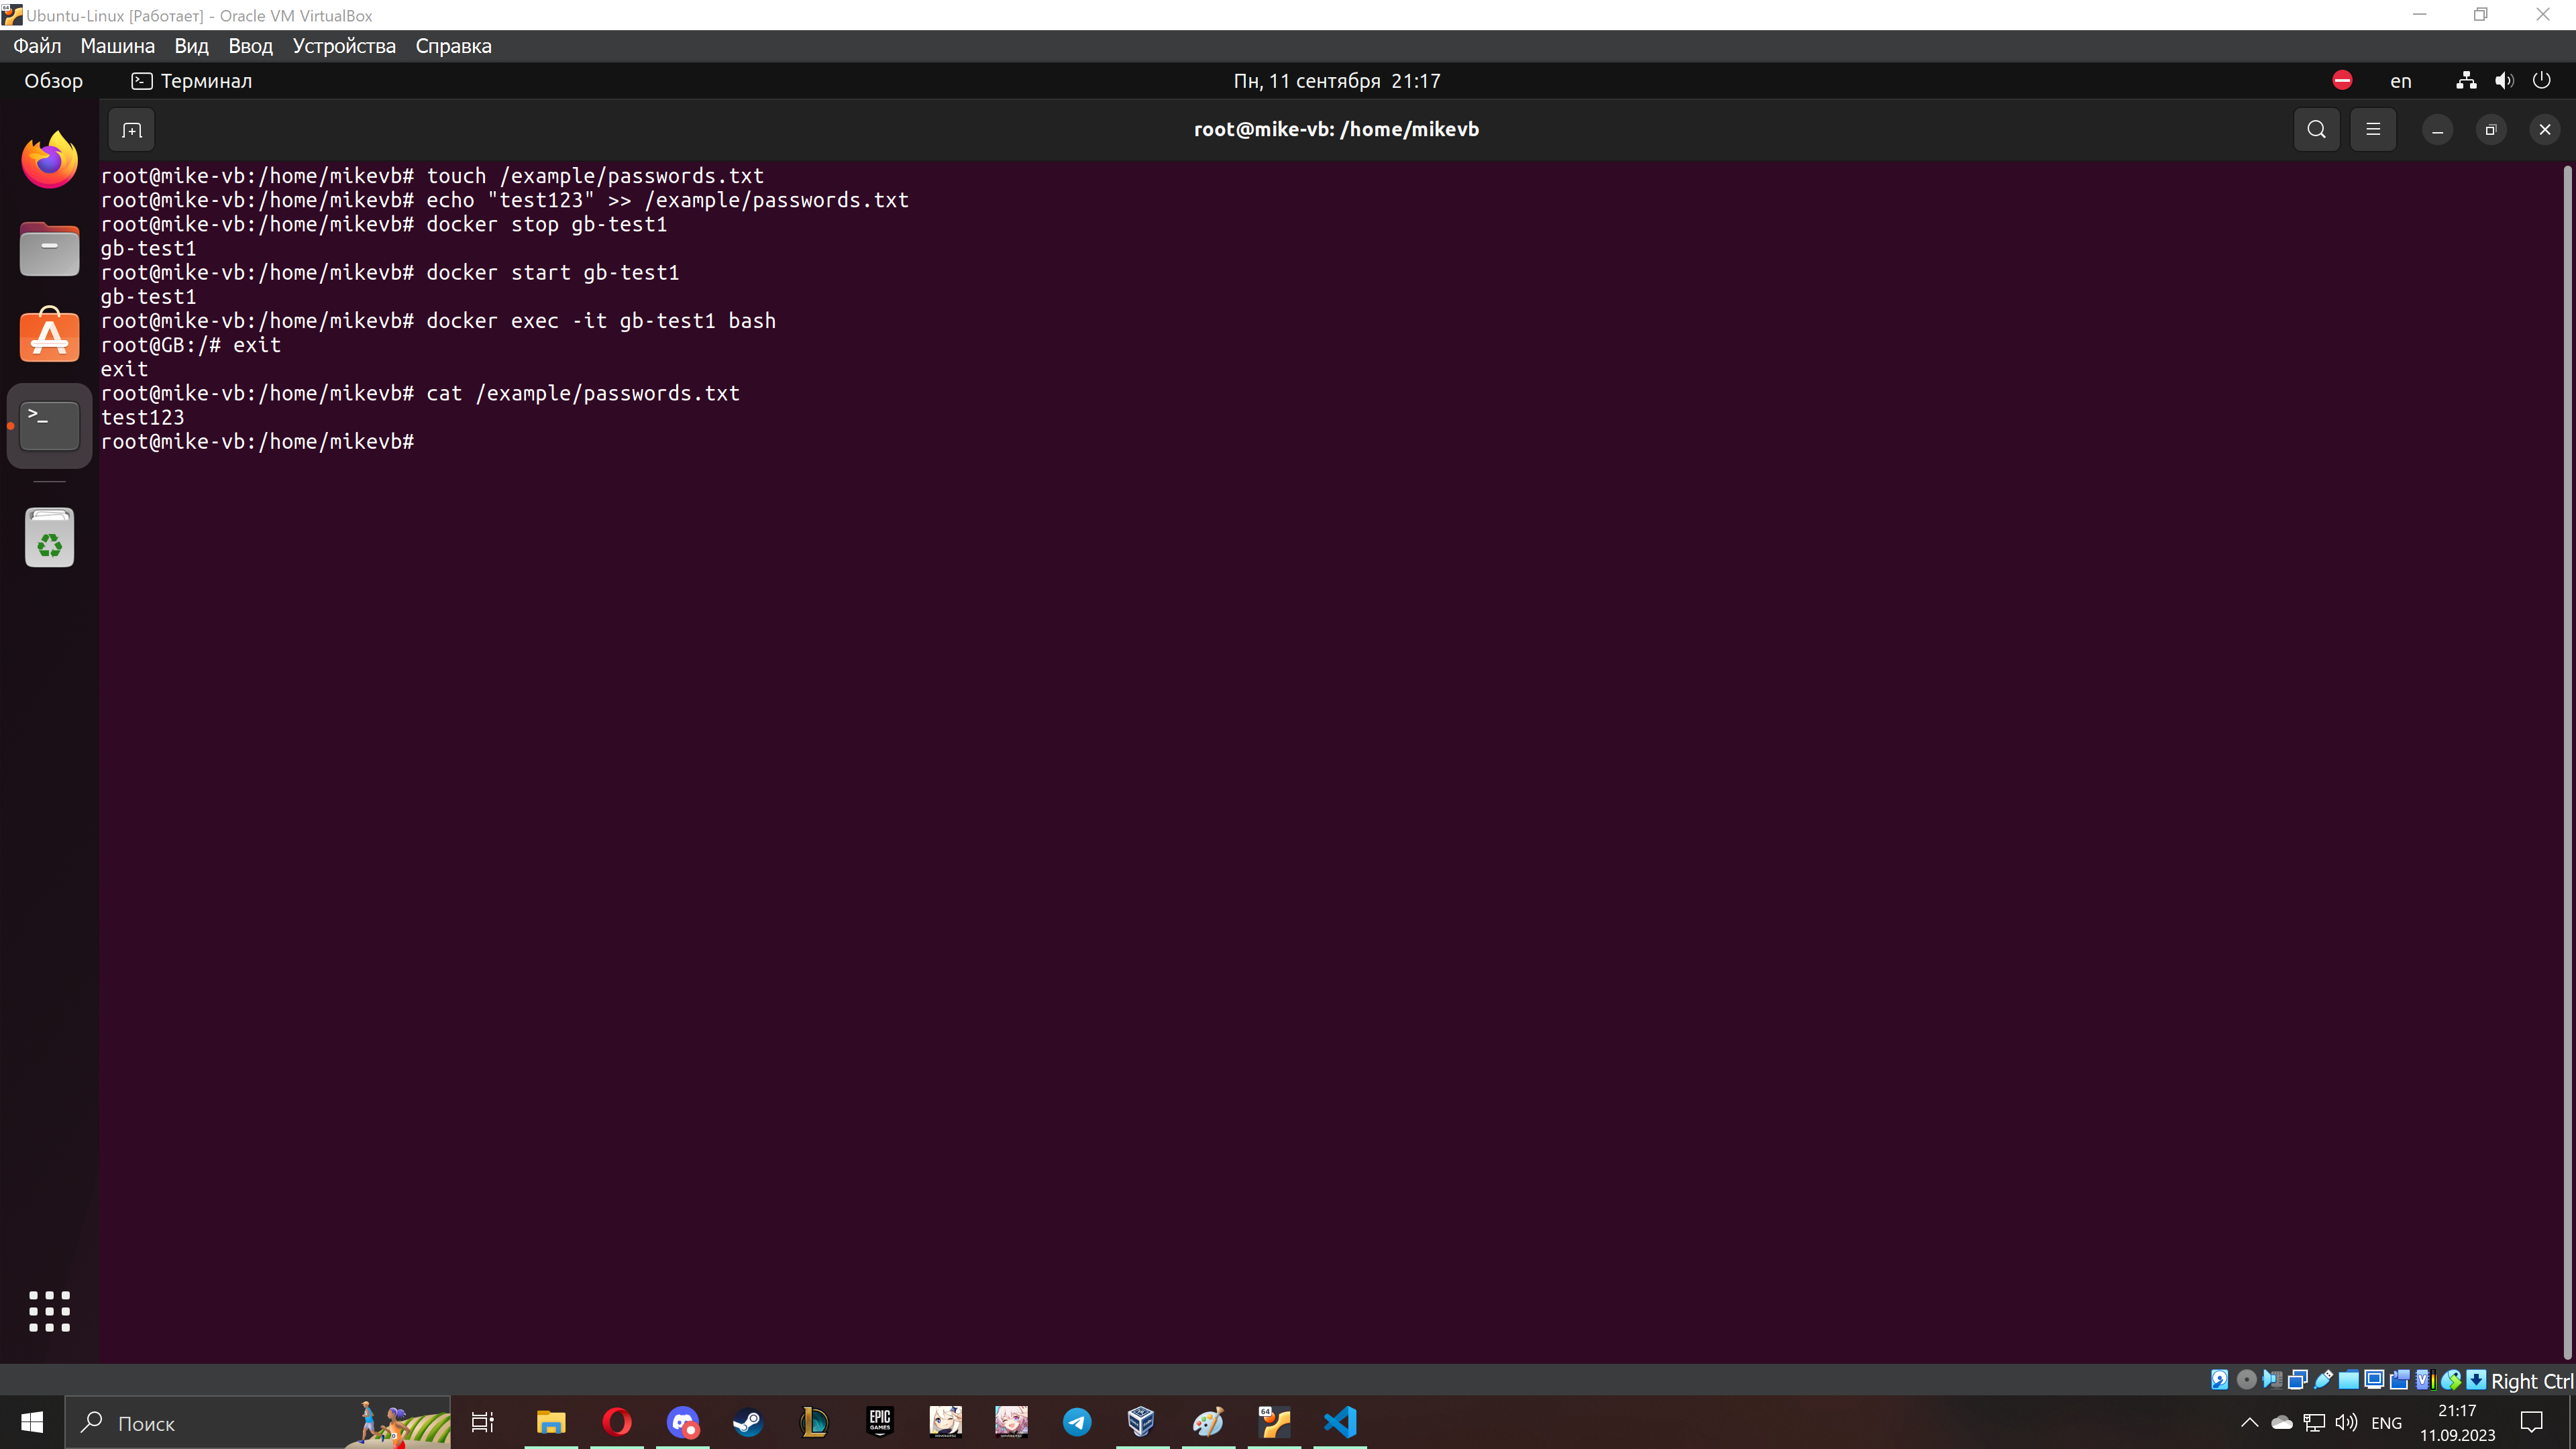 Ubuntu-Linux [Работает] - Oracle VM VirtualBox
Файл Машина Вид Ввод Устройства Справка
Обзор Терминал Пн, 11 сентября 21:17 en
root@mike-vb: /home/mikevb
root@mike-vb:/home/mikevb# touch /example/passwords.txt
root@mike-vb:/home/mikevb# echo "test123" >> /example/passwords.txt
root@mike-vb:/home/mikevb# docker stop gb-test1
gb-test1
root@mike-vb:/home/mikevb# docker start gb-test1
gb-test1
root@mike-vb:/home/mikevb# docker exec -it gb-test1 bash
root@GB:/# exit
exit
root@mike-vb:/home/mikevb# cat /example/passwords.txt
test123
root@mike-vb:/home/mikevb#
Right Ctrl
Поиск
EPIC
GAMES
64
ENG
21:17
11.09.2023